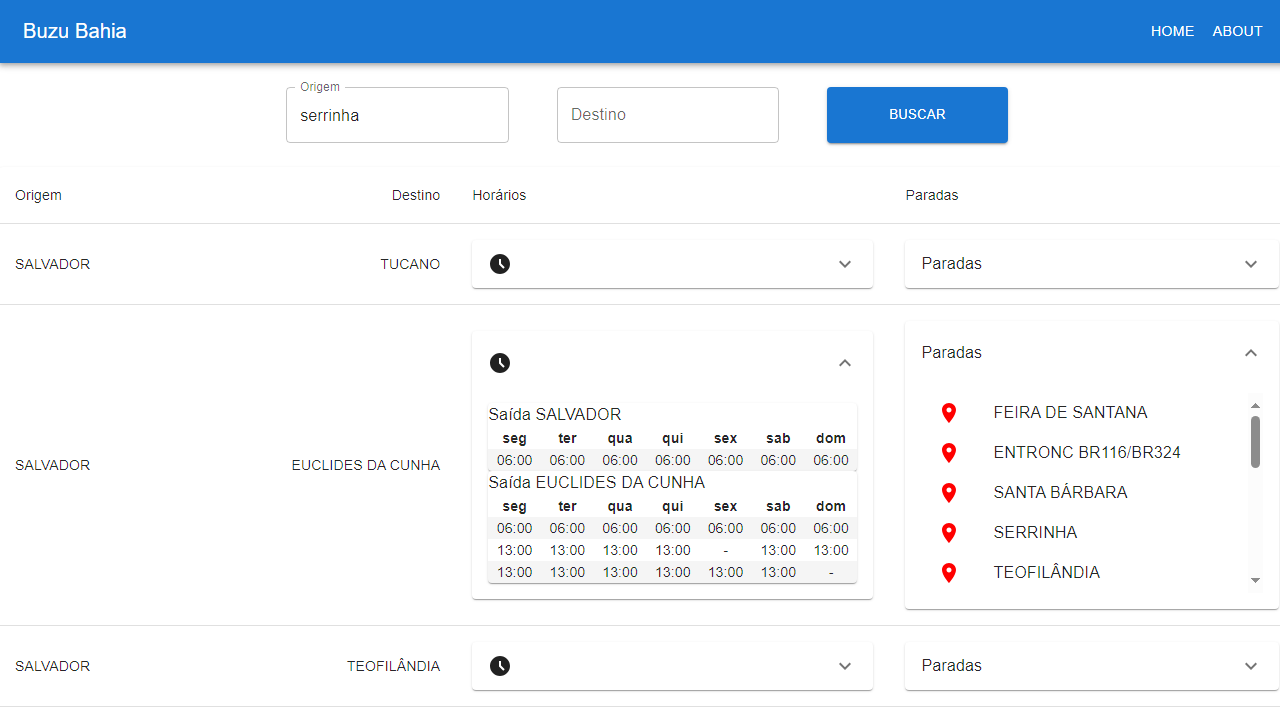 Buzu Bahia HOME ABOUT
Origem
serrinha Destino BUSCAR
Origem Destino Horários Paradas
SALVADOR TUCANO Paradas
Paradas
Saída SALVADOR FEIRA DE SANTANA
seg ter qua qui sex sab dom
06:00 06:00 06:00 06:00 06:00 06:00 06:00
ENTRONC BR116/BR324
SALVADOR EUCLIDES DA CUNHA
Saída EUCLIDES DA CUNHA
seg ter qua qui sex sab dom
06:00 06:00 06:00 06:00 06:00 06:00 06:00
13:00 13:00 13:00 13:00 - 13:00 13:00
13:00 13:00 13:00 13:00 13:00 13:00 -
SANTA BÁRBARA
SERRINHA
TEOFILÂNDIA
SALVADOR TEOFILÂNDIA Paradas